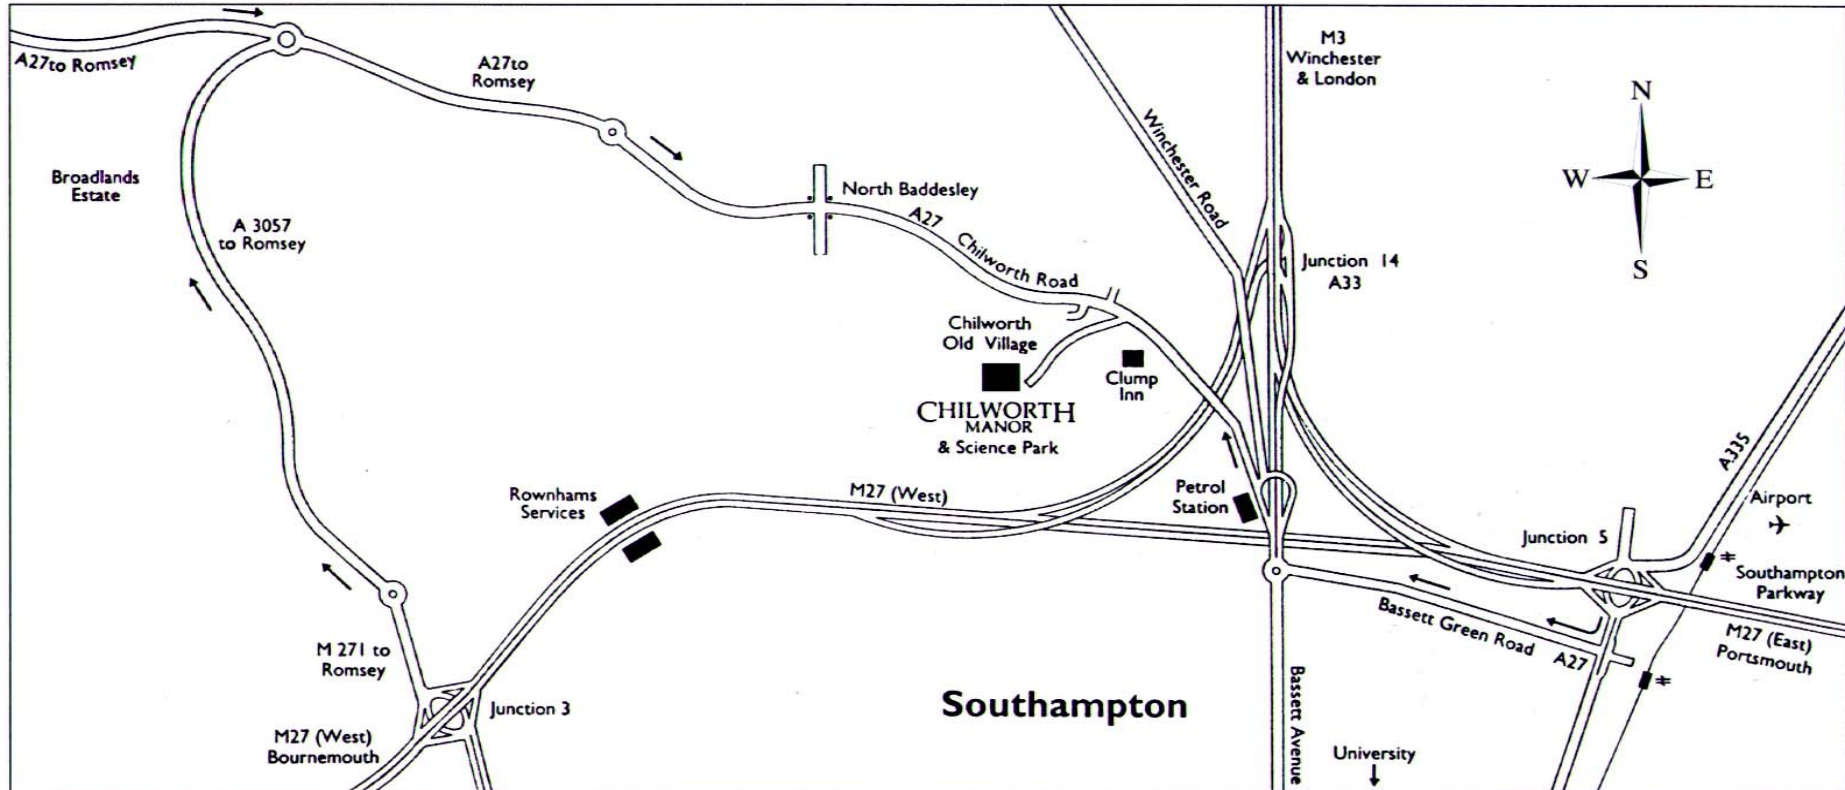 A27to Romsey
A27to
Romsey
M3
Winchester
& London
N
W
E
S
Winchester Road
Broadlands
Estate
A 3057
to Romsey
North Baddesley
A27
Chilworth Road
Junction 14
A33
Chilworth
Old Village
Clump
Inn
CHILWORTH
MANOR
& Science Park
A335
Airport
Rownhams
Services
M27 (West)
Petrol
Station
Junction 5
Southampton
Parkway
Bassett Green Road
A27
M27 (East)
Portsmouth
M 271 to
Romsey
Junction 3
Southampton
M27 (West)
Bournemouth
Bassett Avenue
University